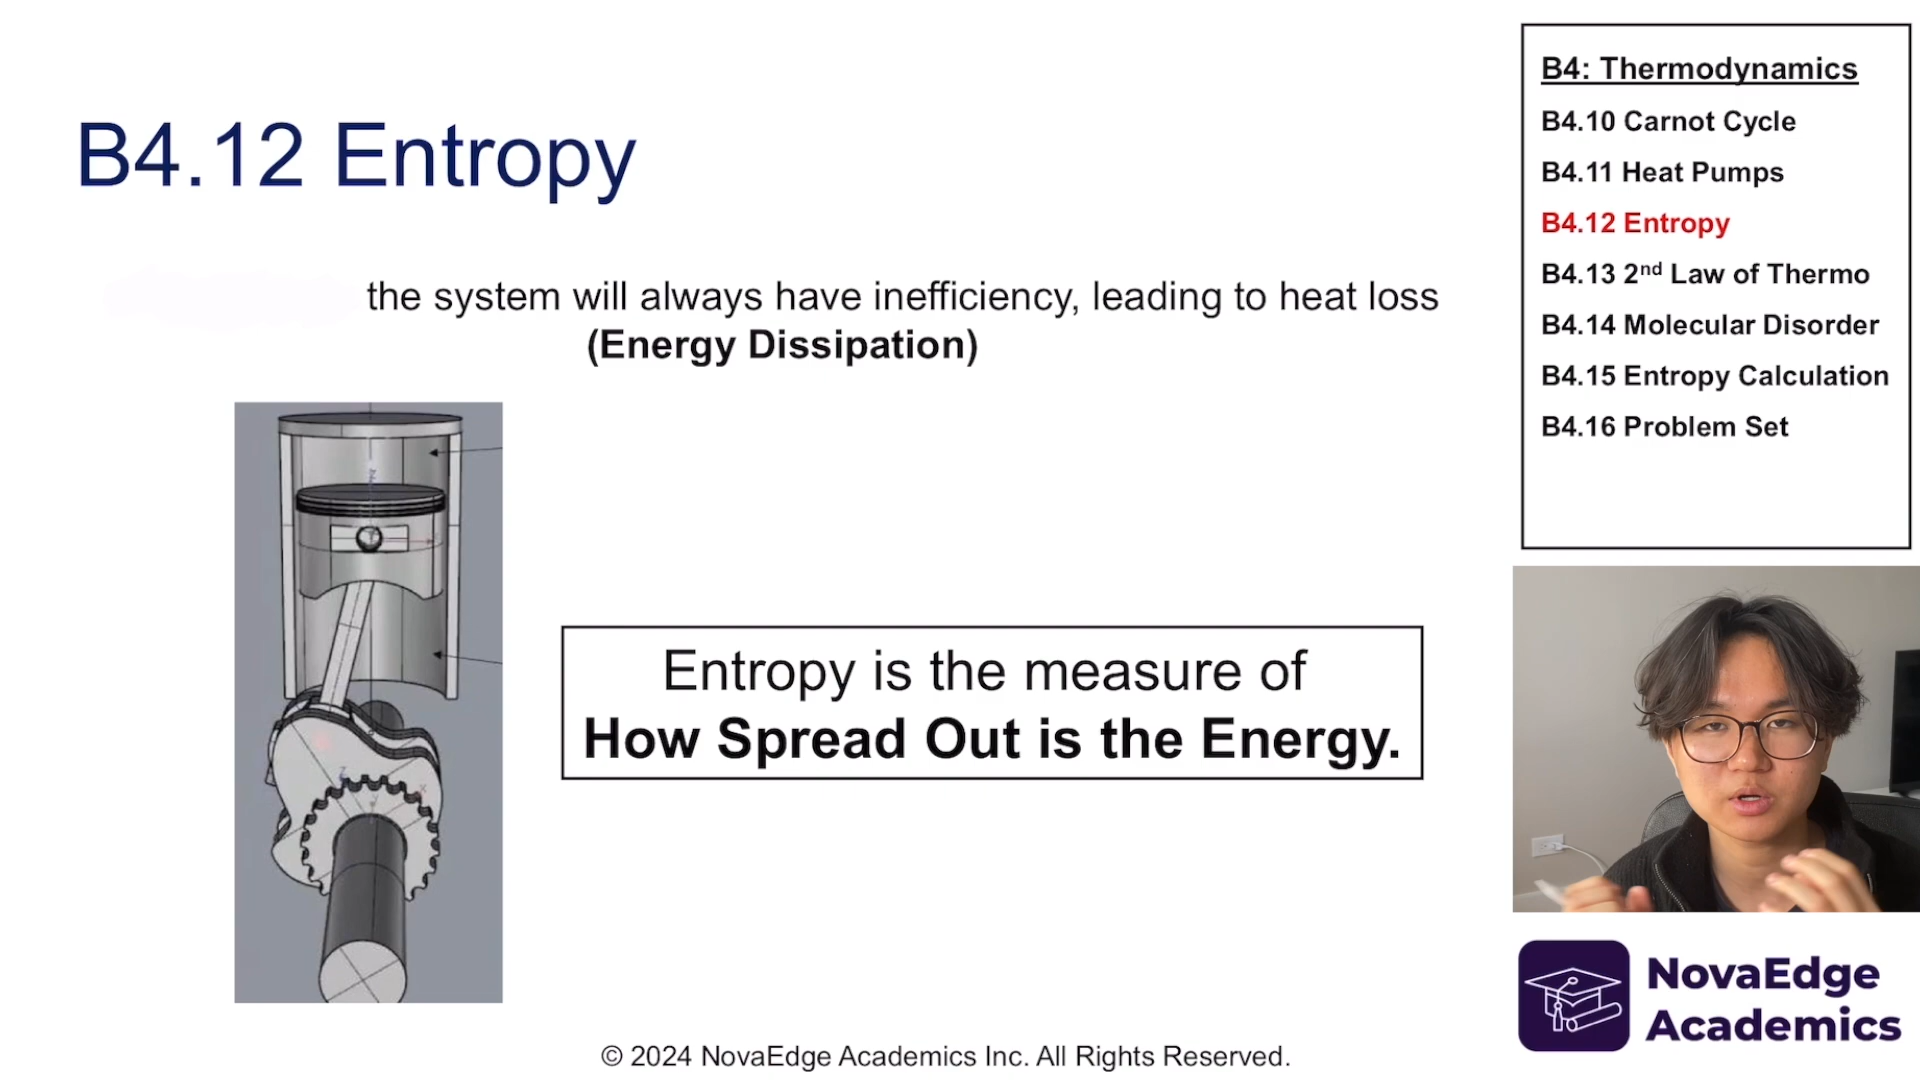 B4.12 Entropy
the system will always have inefficiency, leading to heat loss
(Energy Dissipation)
Entropy is the measure of
How Spread Out is the Energy.
B4: Thermodynamics
B4.10 Carnot Cycle
B4.11 Heat Pumps
B4.12 Entropy
B4.13 2nd Law of Thermo
B4.14 Molecular Disorder
B4.15 Entropy Calculation
B4.16 Problem Set
NovaEdge
Academics
© 2024 NovaEdge Academics Inc. All Rights Reserved.